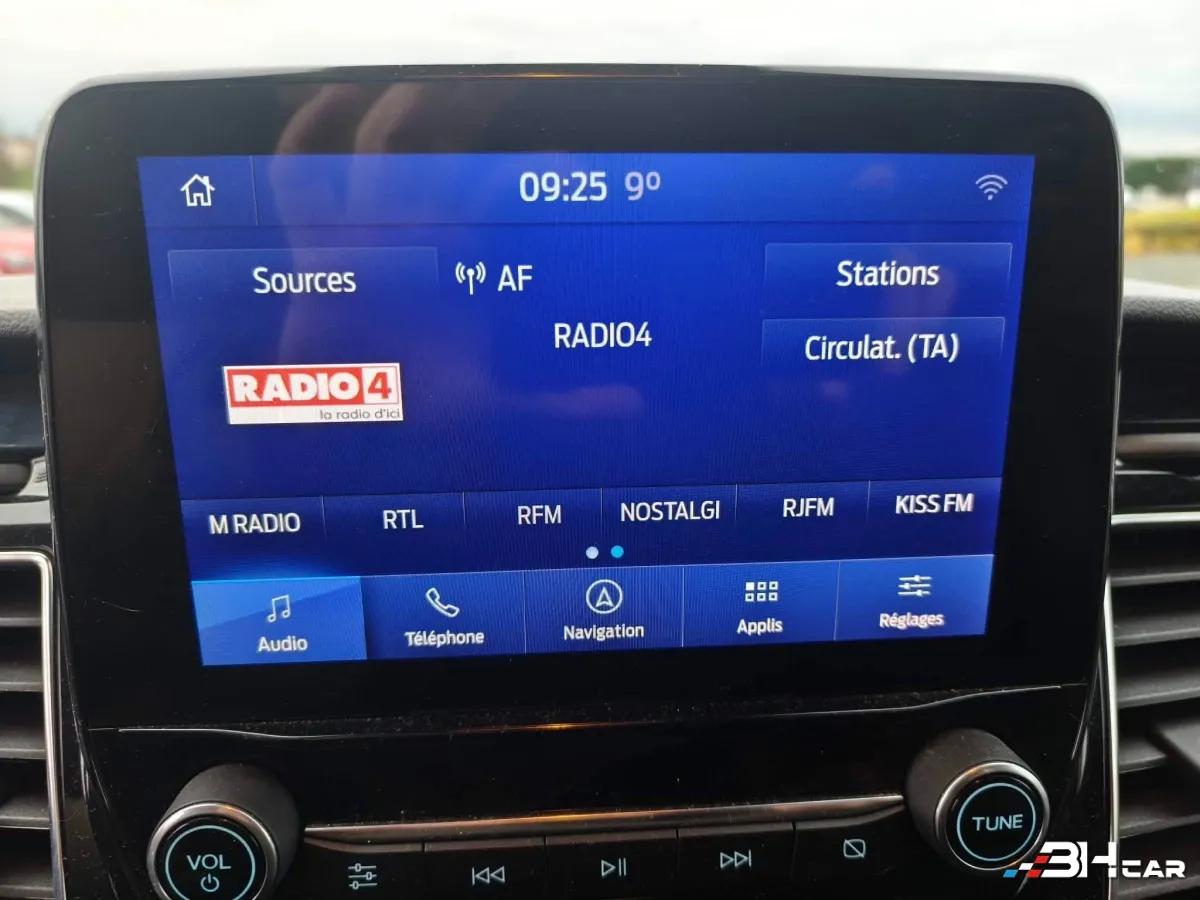 09:25 9º
Sources
AF
Stations
RADIO4
Circulat. (TA)
RADIO 4
la radio d'ici
M RADIO
RTL
RFM
NOSTALGI
RJFM
KISS FM
Audio
Téléphone
Navigation
Applis
Réglages
VOL
TUNE
3HCAR